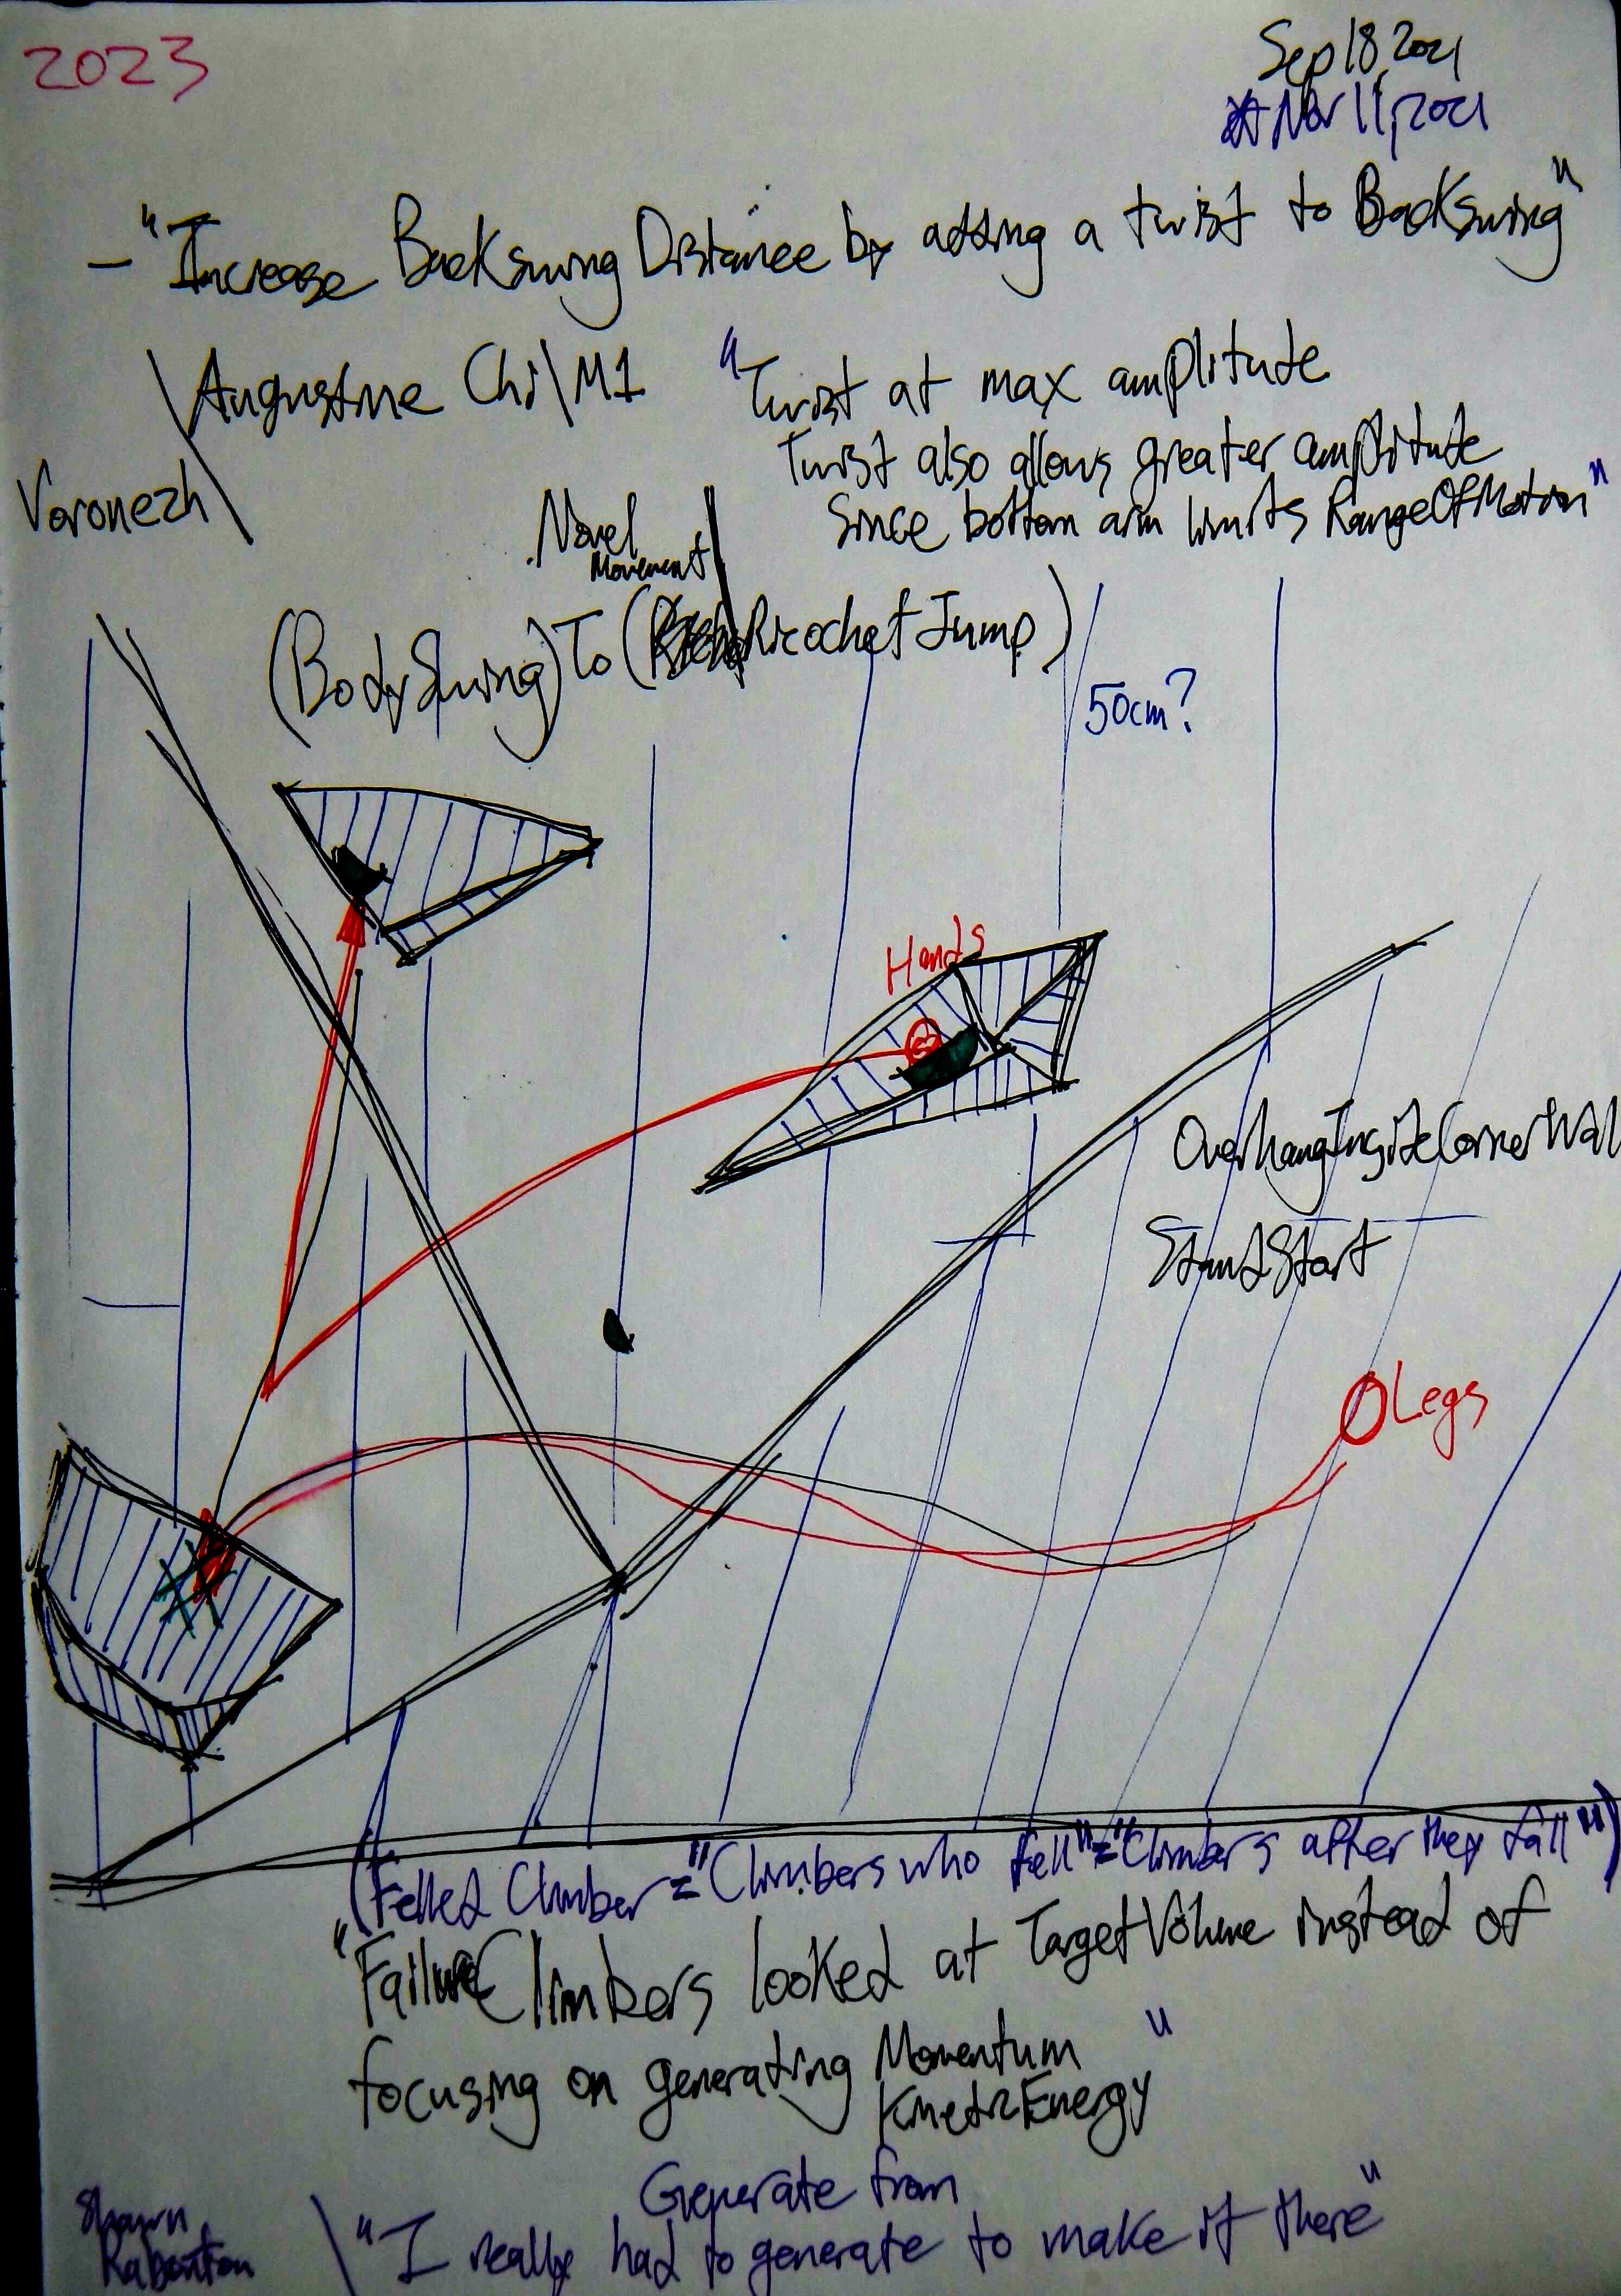 2023
Sep 18, 2021
Nov 11, 2021
— "Increase BackSwing Distance by adding a twist to BackSwing"
\Augustine Chi\M1
"Twist at max amplitude
Twist also allows greater amplitude
Since bottom arm limits RangeOfMotion"
Voronezh\
Novel
Movement
(BodySwing) To (RicochetJump)
50cm?
Hands
OverhangInsideCornerWall
StandStart
Legs
(Felled Climber = "Climbers who fell" = "Climbers after they fall")
"FailureClimbers looked at TargetVolume instead of
focusing on generating Momentum"
KineticEnergy
Generate from
Shawn
Raboutou
\ "I really had to generate to make it there"